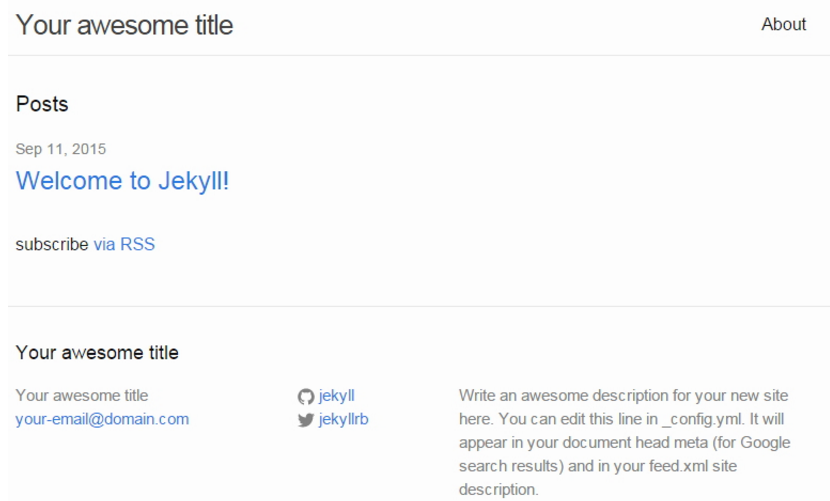 Your awesome title
About
Posts
Sep 11, 2015
Welcome to Jekyll!
subscribe via RSS
Your awesome title
Your awesome title
your-email@domain.com
jekyll
jekyllrb
Write an awesome description for your new site
here. You can edit this line in _config.yml. It will
appear in your document head meta (for Google
search results) and in your feed.xml site
description.